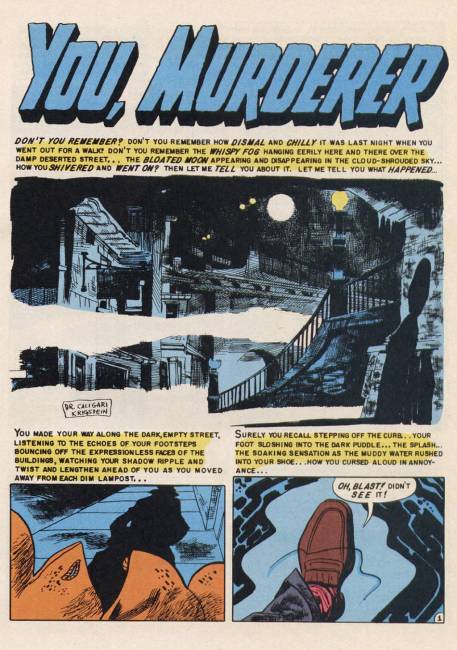 YOU, MURDERER
DON'T YOU REMEMBER? DON'T YOU REMEMBER HOW DISMAL AND CHILLY IT WAS LAST NIGHT WHEN YOU
WENT OUT FOR A WALK? DON'T YOU REMEMBER THE WHISPY FOG HANGING EERILY HERE AND THERE OVER THE
DAMP DESERTED STREET... THE BLOATED MOON APPEARING AND DISAPPEARING IN THE CLOUD-SHROUDED SKY...
HOW YOU SHIVERED AND WENT ON? THEN LET ME TELL YOU ABOUT IT. LET ME TELL YOU WHAT HAPPENED...
DR. CALIGARI
KRIGSTEIN
YOU MADE YOUR WAY ALONG THE DARK, EMPTY STREET,
LISTENING TO THE ECHOES OF YOUR FOOTSTEPS
BOUNCING OFF THE EXPRESSIONLESS FACES OF THE
BUILDINGS, WATCHING YOUR SHADOW RIPPLE AND
TWIST AND LENGTHEN AHEAD OF YOU AS YOU MOVED
AWAY FROM EACH DIM LAMPOST...
SURELY YOU RECALL STEPPING OFF THE CURB... YOUR
FOOT SLOSHING INTO THE DARK PUDDLE... THE SPLASH...
THE SOAKING SENSATION AS THE MUDDY WATER RUSHED
INTO YOUR SHOE... HOW YOU CURSED ALOUD IN ANNOY-
ANCE...
OH, BLAST! DIDN'T
SEE IT!
1